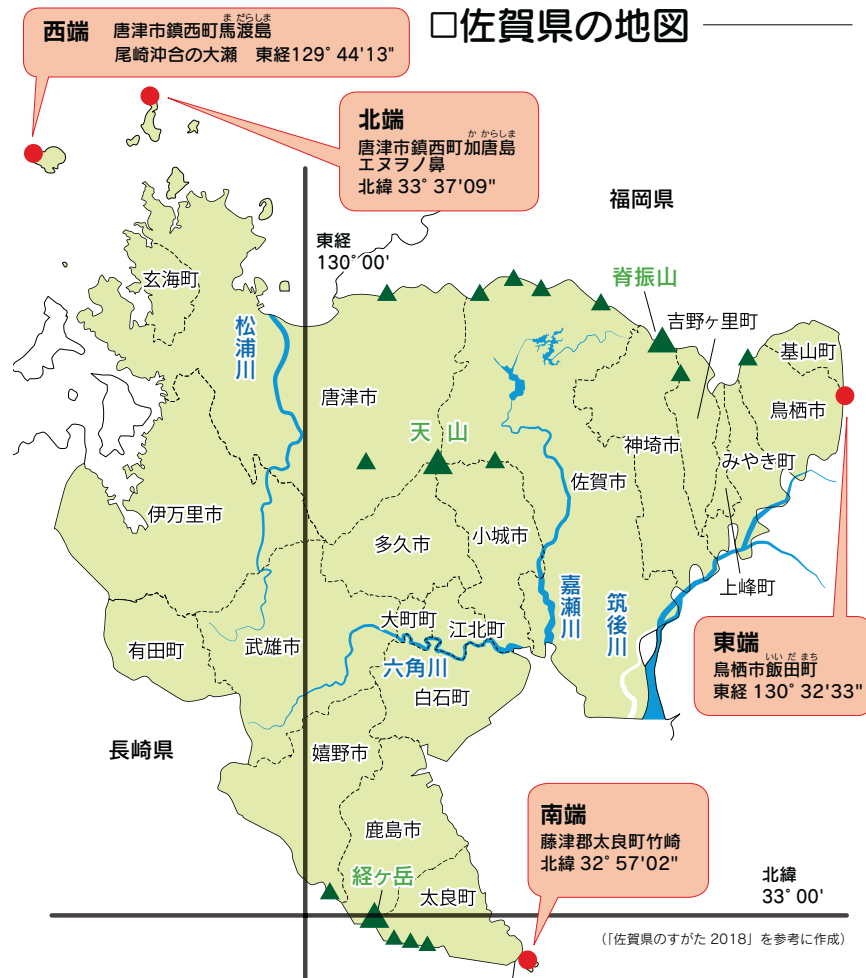 □佐賀県の地図
西端 唐津市鎮西町馬渡島
ま だらしま
尾崎沖合の大瀬 東経129°44'13"
北端
か からしま
唐津市鎮西町加唐島
エヌヲノ鼻
北緯 33°37'09"
福岡県
東経
130°00'
脊振山
吉野ヶ里町
基山町
玄海町
松浦川
唐津市
鳥栖市
天山
神埼市
みやき町
佐賀市
伊万里市
多久市
小城市
上峰町
嘉瀬川
筑後川
大町町
江北町
有田町
武雄市
六角川
白石町
東端
いい だ まち
鳥栖市飯田町
東経 130°32'33"
長崎県
嬉野市
鹿島市
南端
藤津郡太良町竹崎
北緯 32°57'02"
経ヶ岳
太良町
北緯
33°00'
(「佐賀県のすがた 2018」を参考に作成)